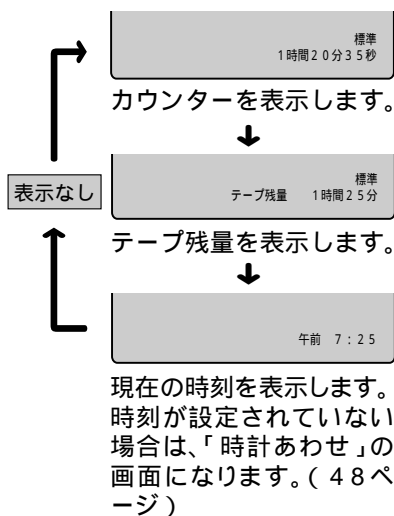 標準
1時間20分35秒
カウンターを表示します。
標準
テープ残量 1時間25分
表示なし
テープ残量を表示します。
午前 7:25
現在の時刻を表示します。
時刻が設定されていない
場合は、「時計あわせ」の
画面になります。(48ペ
ージ)